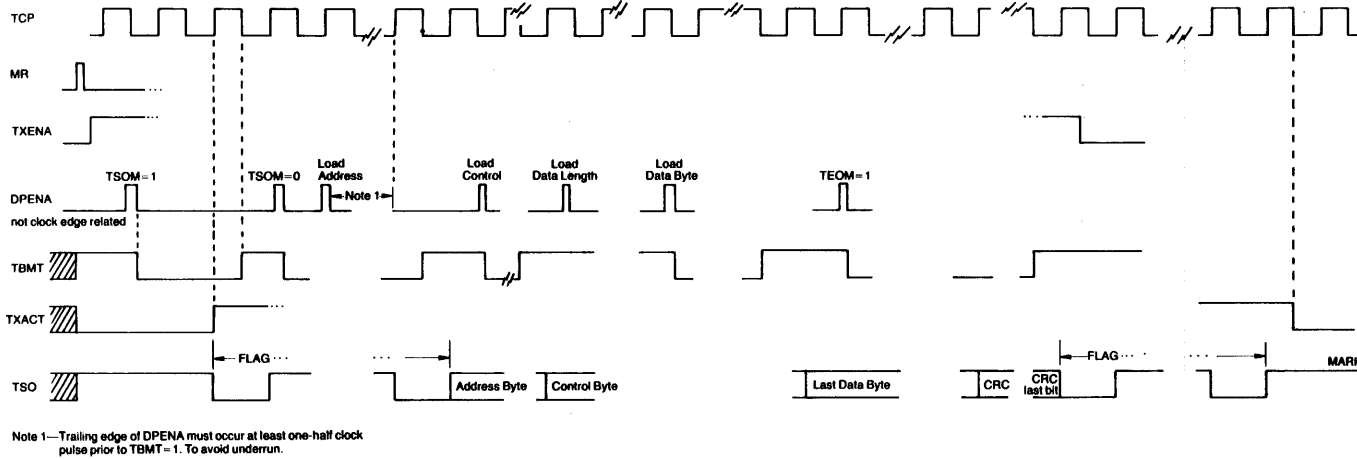 TCP
MR
TXENA
TSOM=1
TSOM=0
Load
Address
Load
Control
Load
Data Length
Load
Data Byte
TEOM=1
DPENA
Note 1
not clock edge related
TBMT
TXACT
FLAG
FLAG
MARK
TSO
Address Byte
Control Byte
Last Data Byte
CRC
CRC
last bit
Note 1—Trailing edge of DPENA must occur at least one-half clock
pulse prior to TBMT=1. To avoid underrun.